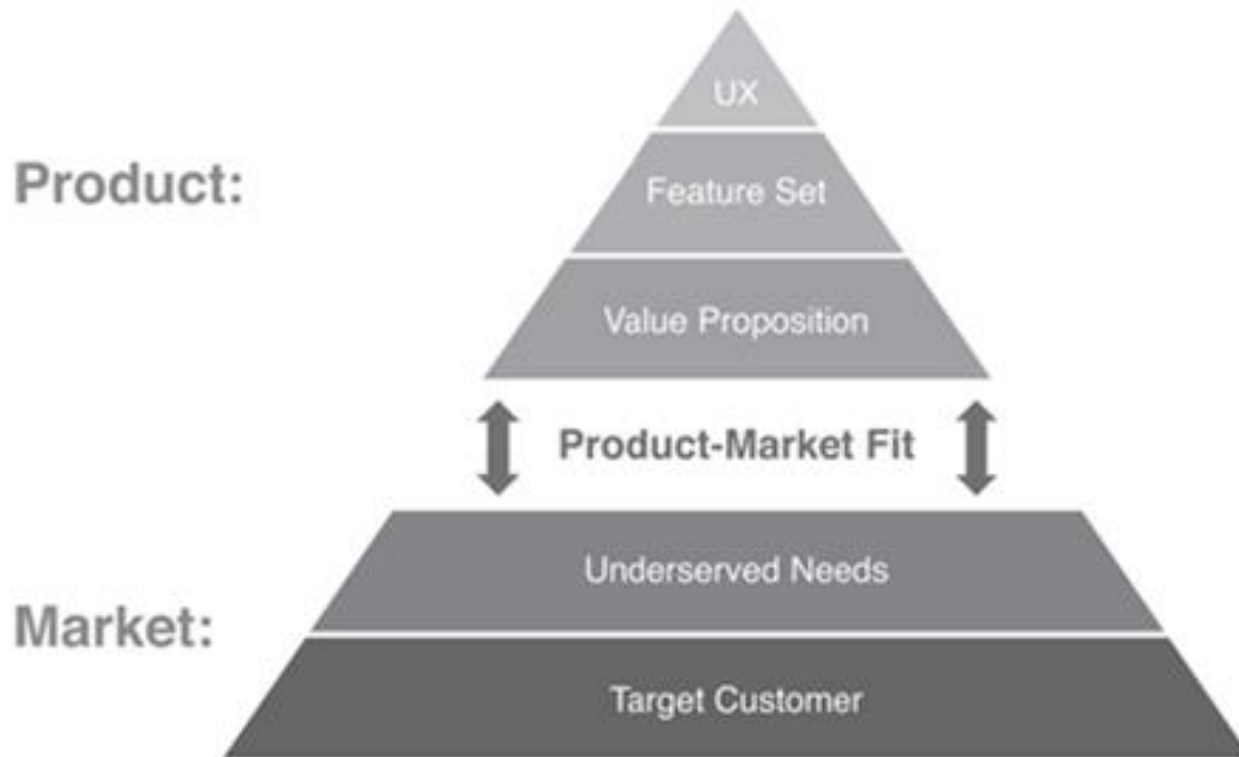 UX
Product:
Feature Set
Value Proposition
Product-Market Fit
Underserved Needs
Market:
Target Customer